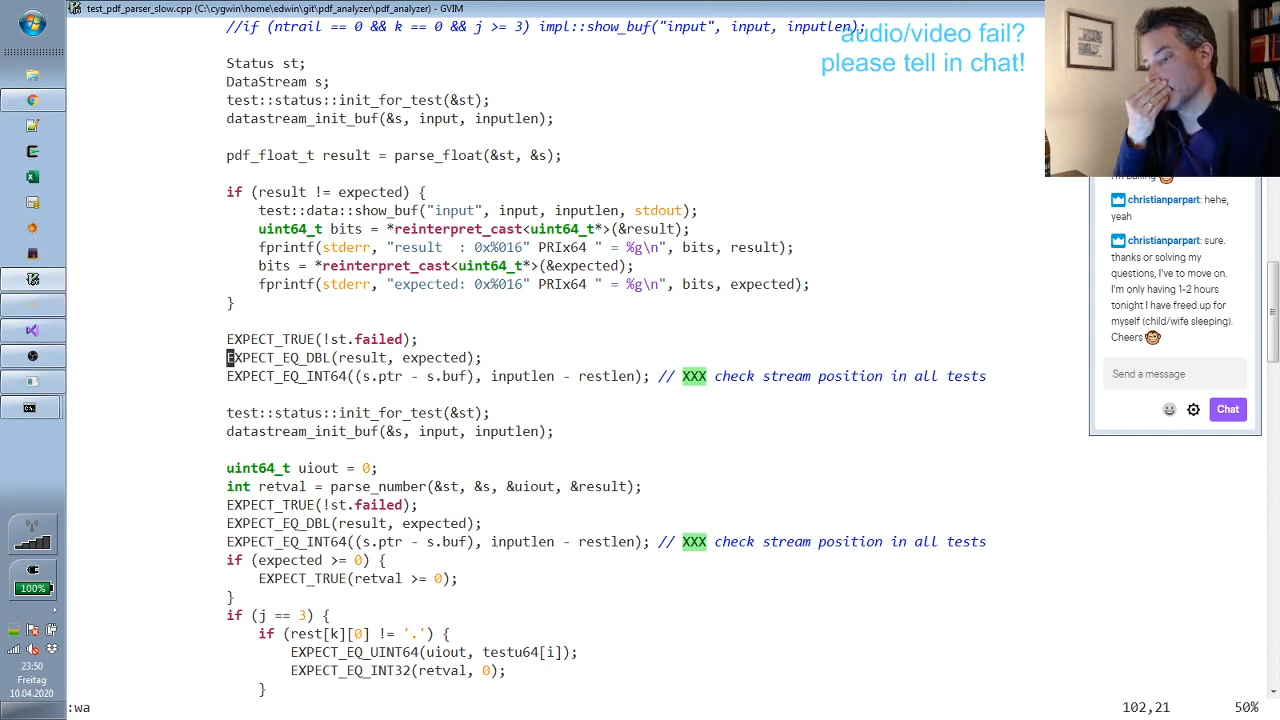 test_pdf_parser_slow.cpp (C:\cygwin\home\edwin\git\pdf_analyzer\pdf_analyzer) - GVIM
//if (ntrail == 0 && k == 0 && j >= 3) impl::show_buf("input", input, inputlen);
audio/video fail?
please tell in chat!
Status st;
DataStream s;
test::status::init_for_test(&st);
datastream_init_buf(&s, input, inputlen);
pdf_float_t result = parse_float(&st, &s);
if (result != expected) {
test::data::show_buf("input", input, inputlen, stdout);
uint64_t bits = *reinterpret_cast<uint64_t*>(&result);
fprintf(stderr, "result  : 0x%016" PRIx64 " = %g\n", bits, result);
bits = *reinterpret_cast<uint64_t*>(&expected);
fprintf(stderr, "expected: 0x%016" PRIx64 " = %g\n", bits, expected);
}
EXPECT_TRUE(!st.failed);
EXPECT_EQ_DBL(result, expected);
EXPECT_EQ_INT64((s.ptr - s.buf), inputlen - restlen); // XXX check stream position in all tests
test::status::init_for_test(&st);
datastream_init_buf(&s, input, inputlen);
uint64_t uiout = 0;
int retval = parse_number(&st, &s, &uiout, &result);
EXPECT_TRUE(!st.failed);
EXPECT_EQ_DBL(result, expected);
EXPECT_EQ_INT64((s.ptr - s.buf), inputlen - restlen); // XXX check stream position in all tests
if (expected >= 0) {
EXPECT_TRUE(retval >= 0);
}
if (j == 3) {
if (rest[k][0] != '.') {
EXPECT_EQ_UINT64(uiout, testu64[i]);
EXPECT_EQ_INT32(retval, 0);
}
:wa
102,21
50%
christianparpart: hehe,
yeah
christianparpart: sure.
thanks or solving my
questions, I've to move on.
I'm only having 1-2 hours
tonight I have freed up for
myself (child/wife sleeping).
Cheers
Send a message
Chat
100%
23:50
Freitag
10.04.2020